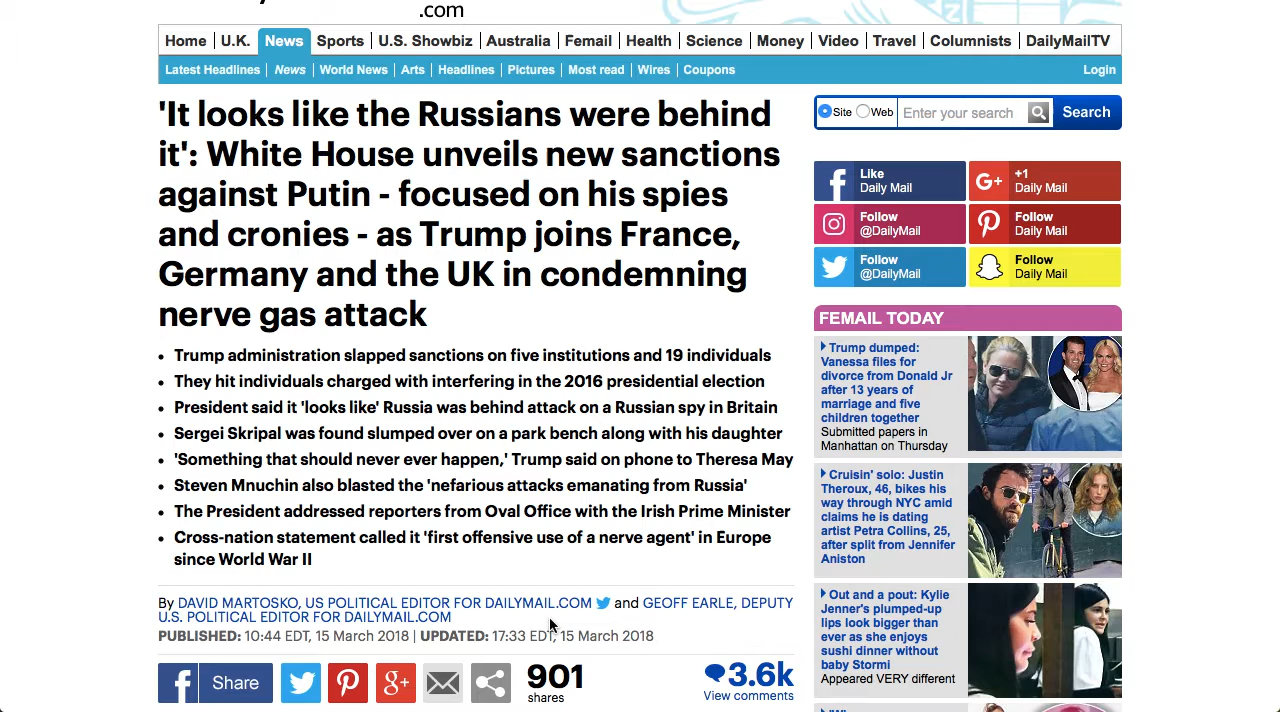 .com
Home U.K. News Sports U.S. Showbiz Australia Femail Health Science Money Video Travel Columnists DailyMailTV
Latest Headlines News World News Arts Headlines Pictures Most read Wires Coupons Login
'It looks like the Russians were behind
it': White House unveils new sanctions
against Putin - focused on his spies
and cronies - as Trump joins France,
Germany and the UK in condemning
nerve gas attack
• Trump administration slapped sanctions on five institutions and 19 individuals
• They hit individuals charged with interfering in the 2016 presidential election
• President said it 'looks like' Russia was behind attack on a Russian spy in Britain
• Sergei Skripal was found slumped over on a park bench along with his daughter
• 'Something that should never ever happen,' Trump said on phone to Theresa May
• Steven Mnuchin also blasted the 'nefarious attacks emanating from Russia'
• The President addressed reporters from Oval Office with the Irish Prime Minister
• Cross-nation statement called it 'first offensive use of a nerve agent' in Europe
since World War II
By DAVID MARTOSKO, US POLITICAL EDITOR FOR DAILYMAIL.COM and GEOFF EARLE, DEPUTY
U.S. POLITICAL EDITOR FOR DAILYMAIL.COM
PUBLISHED: 10:44 EDT, 15 March 2018 | UPDATED: 17:33 EDT, 15 March 2018
f Share
g+
901
shares
3.6k
View comments
Site Web Enter your search Search
Like
Daily Mail
G+ +1
Daily Mail
Follow
@DailyMail
Follow
Daily Mail
Follow
@DailyMail
Follow
Daily Mail
FEMAIL TODAY
Trump dumped:
Vanessa files for
divorce from Donald Jr
after 13 years of
marriage and five
children together
Submitted papers in
Manhattan on Thursday
Cruisin' solo: Justin
Theroux, 46, bikes his
way through NYC amid
claims he is dating
artist Petra Collins, 25,
after split from Jennifer
Aniston
Out and a pout: Kylie
Jenner's plumped-up
lips look bigger than
ever as she enjoys
sushi dinner without
baby Stormi
Appeared VERY different